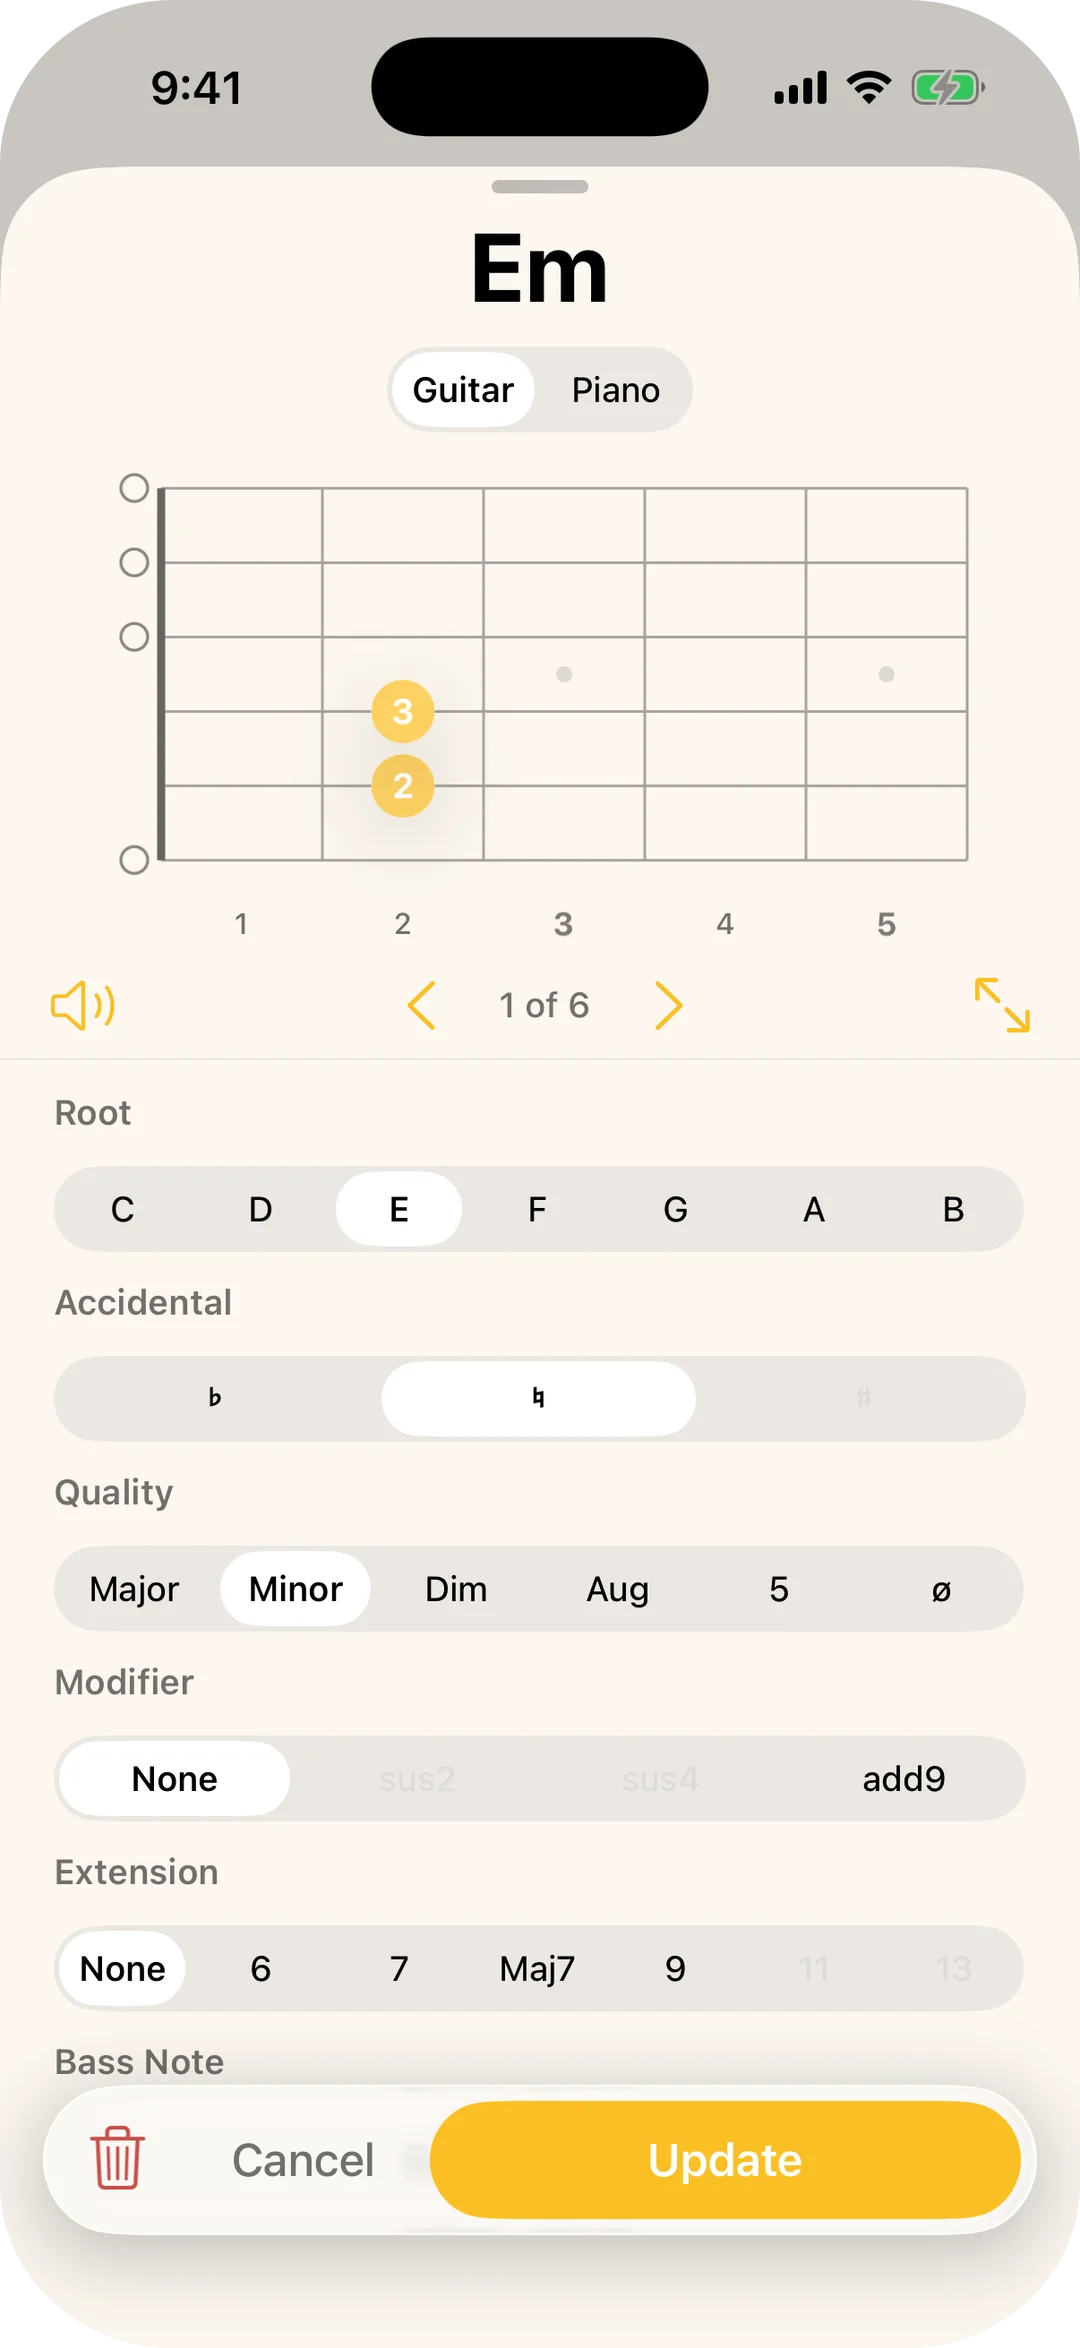 9:41
Em
Guitar Piano
3
2
1 2 3 4 5
1 of 6
Root
C D E F G A B
Accidental
♭ ♮ ♯
Quality
Major Minor Dim Aug 5 ø
Modifier
None sus2 sus4 add9
Extension
None 6 7 Maj7 9 11 13
Bass Note
Cancel Update